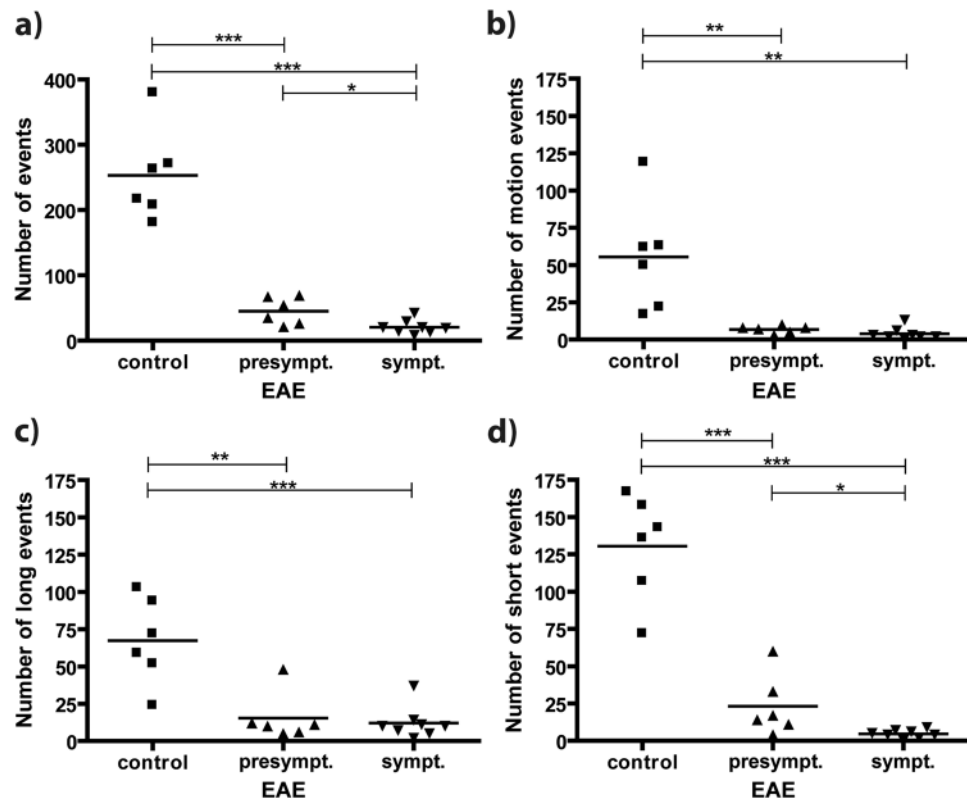 a)
***
***
*
Number of events
400
300
200
100
0
control
presympt.
sympt.
EAE
b)
**
**
Number of motion events
175
150
125
100
75
50
25
0
control
presympt.
sympt.
EAE
c)
**
***
Number of long events
175
150
125
100
75
50
25
0
control
presympt.
sympt.
EAE
d)
***
***
*
Number of short events
175
150
125
100
75
50
25
0
control
presympt.
sympt.
EAE